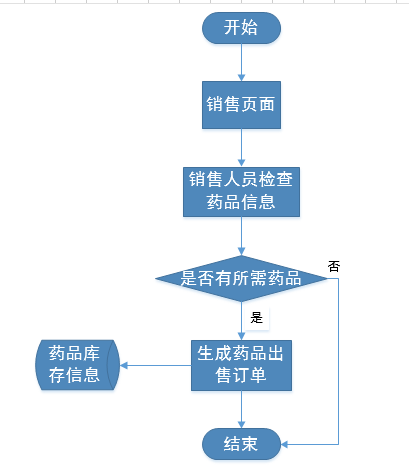 开始
销售页面
销售人员检查
药品信息
是否有所需药品
否
是
生成药品出
售订单
药品库
存信息
结束